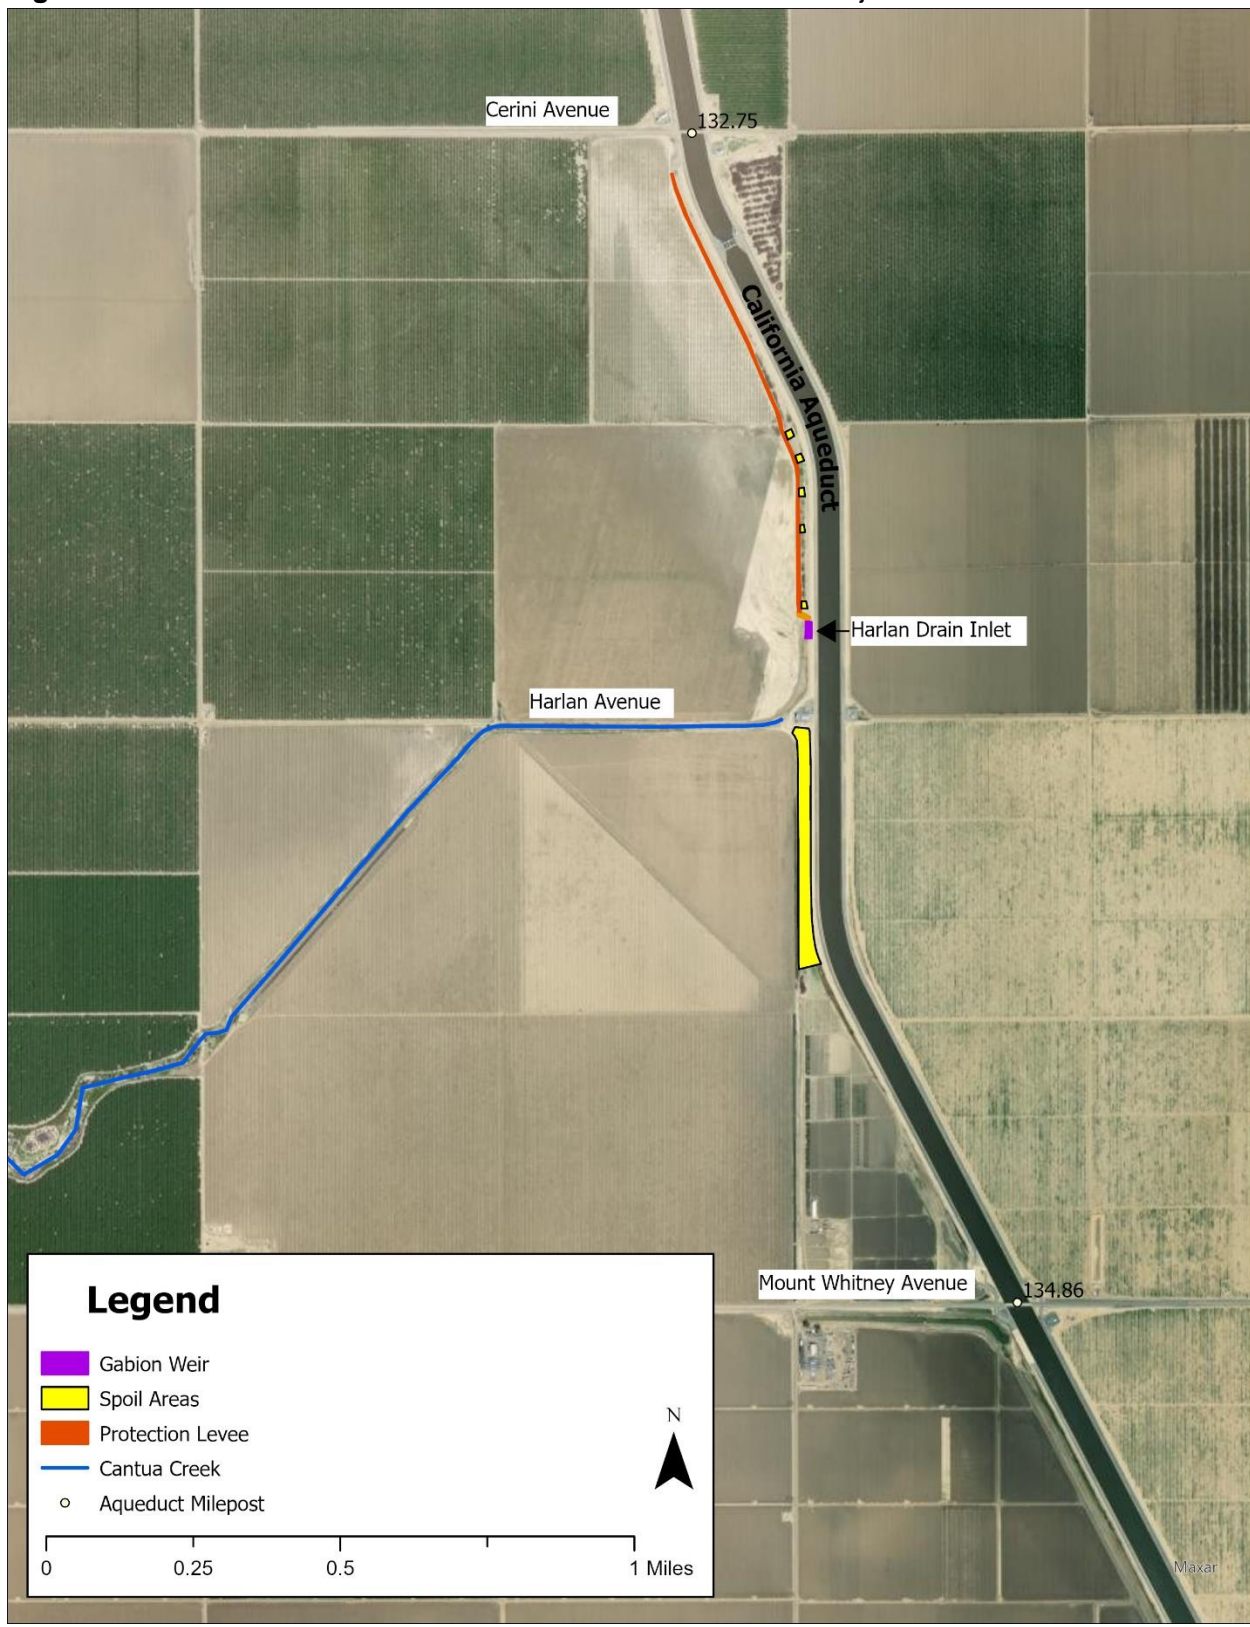 Cerini Avenue
132.75
California Aqueduct
Harlan Drain Inlet
Harlan Avenue
Mount Whitney Avenue
134.86
Legend
Gabion Weir
Spoil Areas
Protection Levee
Cantua Creek
Aqueduct Milepost
N
0 0.25 0.5 1 Miles
Maxar